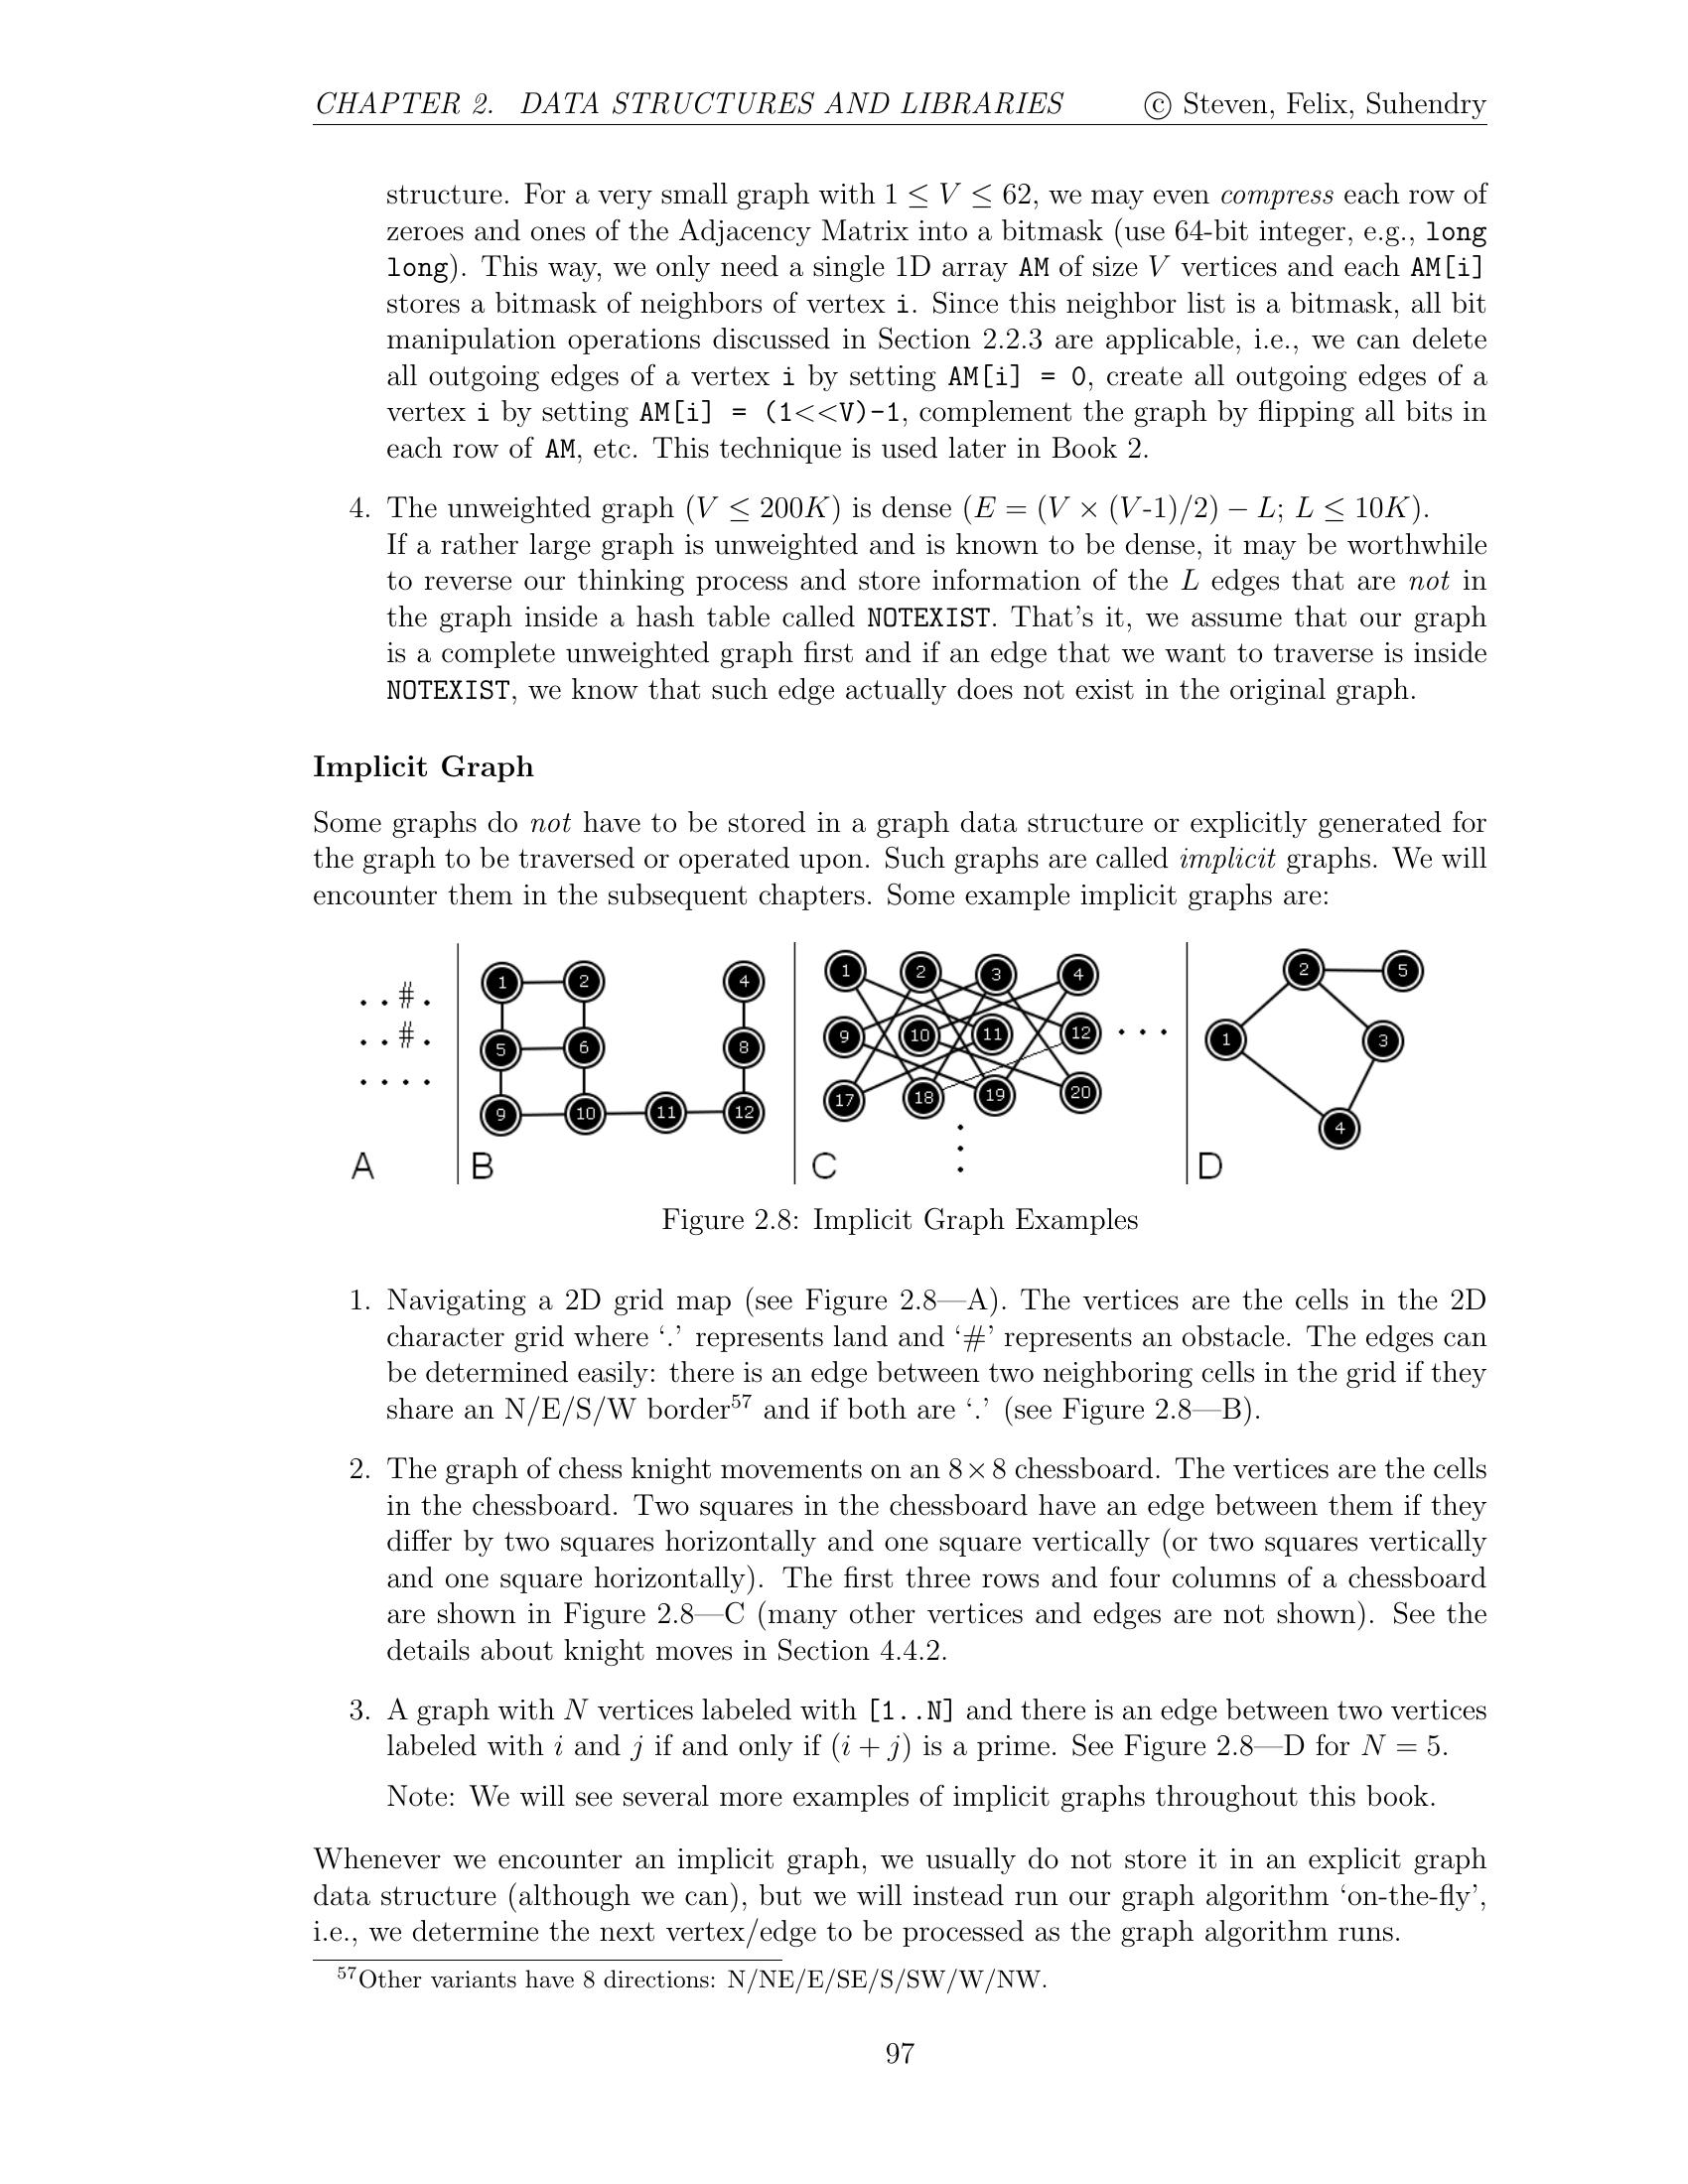 CHAPTER 2. DATA STRUCTURES AND LIBRARIES © Steven, Felix, Suhendry
structure. For a very small graph with 1 ≤ V ≤ 62, we may even compress each row of
zeroes and ones of the Adjacency Matrix into a bitmask (use 64-bit integer, e.g., long
long). This way, we only need a single 1D array AM of size V vertices and each AM[i]
stores a bitmask of neighbors of vertex i. Since this neighbor list is a bitmask, all bit
manipulation operations discussed in Section 2.2.3 are applicable, i.e., we can delete
all outgoing edges of a vertex i by setting AM[i] = 0, create all outgoing edges of a
vertex i by setting AM[i] = (1<<V)-1, complement the graph by flipping all bits in
each row of AM, etc. This technique is used later in Book 2.
4. The unweighted graph (V ≤ 200K) is dense (E = (V × (V-1)/2) − L; L ≤ 10K).
If a rather large graph is unweighted and is known to be dense, it may be worthwhile
to reverse our thinking process and store information of the L edges that are not in
the graph inside a hash table called NOTEXIST. That's it, we assume that our graph
is a complete unweighted graph first and if an edge that we want to traverse is inside
NOTEXIST, we know that such edge actually does not exist in the original graph.
Implicit Graph
Some graphs do not have to be stored in a graph data structure or explicitly generated for
the graph to be traversed or operated upon. Such graphs are called implicit graphs. We will
encounter them in the subsequent chapters. Some example implicit graphs are:
. . # .
. . # .
. . . .
A
1 2 4
5 6 8
9 10 11 12
B
1 2 3 4
9 10 11 12 . . .
17 18 19 20
C
2 5
1 3
4
D
Figure 2.8: Implicit Graph Examples
1. Navigating a 2D grid map (see Figure 2.8—A). The vertices are the cells in the 2D
character grid where ‘.’ represents land and ‘#’ represents an obstacle. The edges can
be determined easily: there is an edge between two neighboring cells in the grid if they
share an N/E/S/W border57 and if both are ‘.’ (see Figure 2.8—B).
2. The graph of chess knight movements on an 8×8 chessboard. The vertices are the cells
in the chessboard. Two squares in the chessboard have an edge between them if they
differ by two squares horizontally and one square vertically (or two squares vertically
and one square horizontally). The first three rows and four columns of a chessboard
are shown in Figure 2.8—C (many other vertices and edges are not shown). See the
details about knight moves in Section 4.4.2.
3. A graph with N vertices labeled with [1..N] and there is an edge between two vertices
labeled with i and j if and only if (i + j) is a prime. See Figure 2.8—D for N = 5.
Note: We will see several more examples of implicit graphs throughout this book.
Whenever we encounter an implicit graph, we usually do not store it in an explicit graph
data structure (although we can), but we will instead run our graph algorithm ‘on-the-fly’,
i.e., we determine the next vertex/edge to be processed as the graph algorithm runs.
57Other variants have 8 directions: N/NE/E/SE/S/SW/W/NW.
97